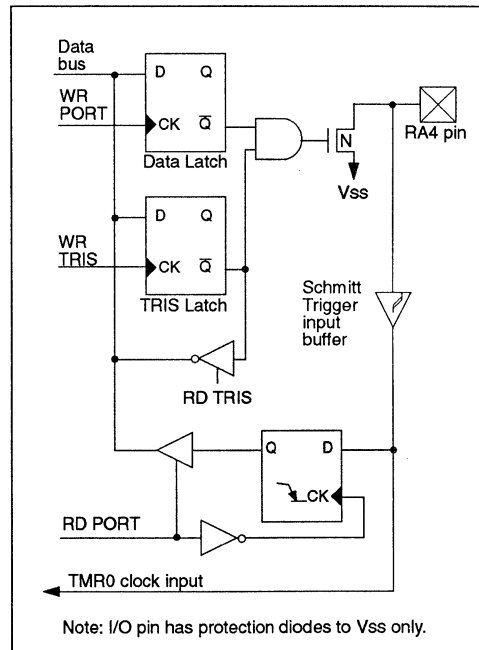 Data
bus
D Q
WR
PORT
CK Q̅
Data Latch
N
RA4 pin
Vss
D Q
WR
TRIS
CK Q̅
TRIS Latch
Schmitt
Trigger
input
buffer
RD TRIS
Q D
CK
RD PORT
TMR0 clock input
Note: I/O pin has protection diodes to Vss only.